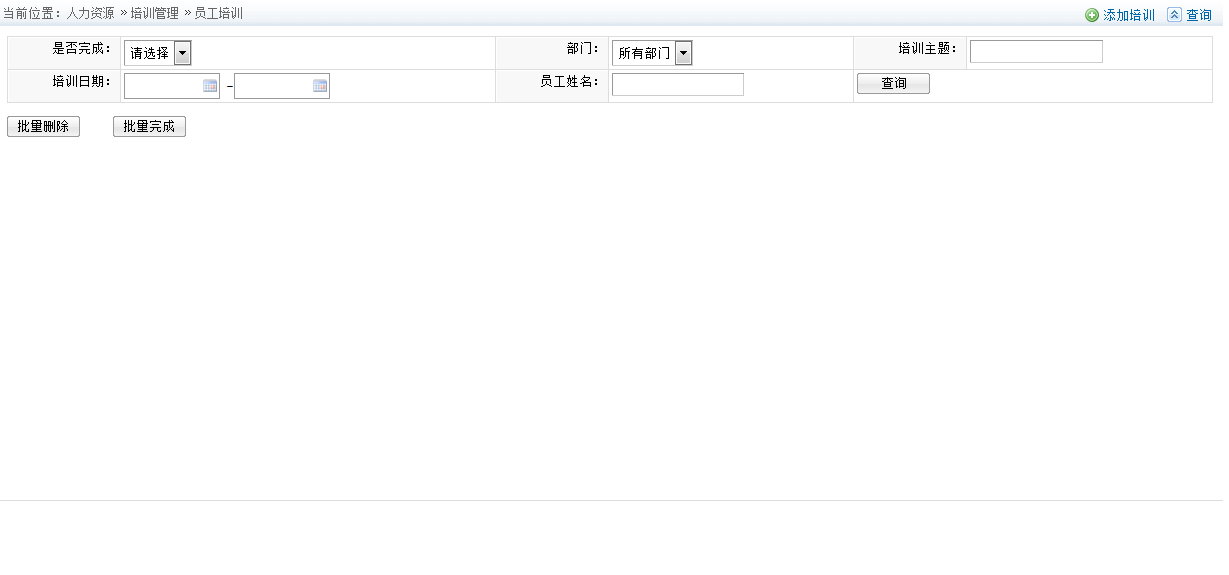 当前位置：人力资源 » 培训管理 » 员工培训 添加培训 查询
是否完成： 请选择 部门： 所有部门 培训主题：
培训日期： - 员工姓名： 查询
批量删除 批量完成